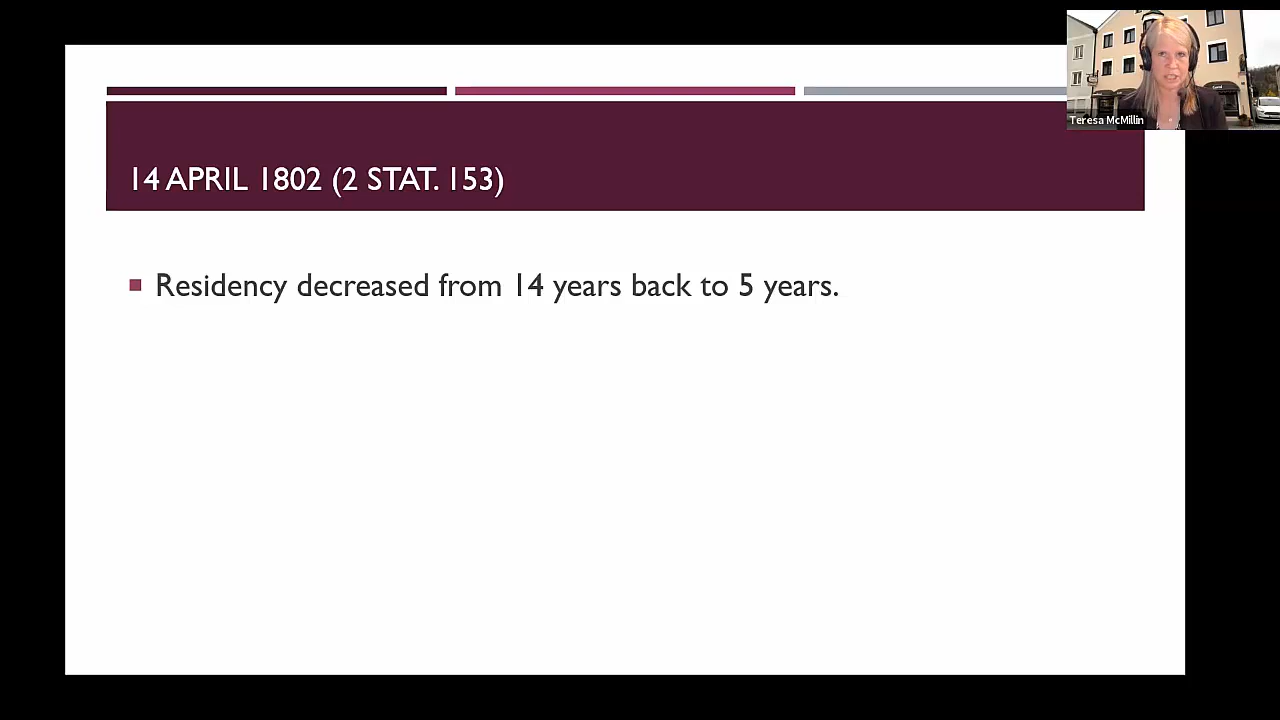 Teresa McMillin
14 APRIL 1802 (2 STAT. 153)
Residency decreased from 14 years back to 5 years.